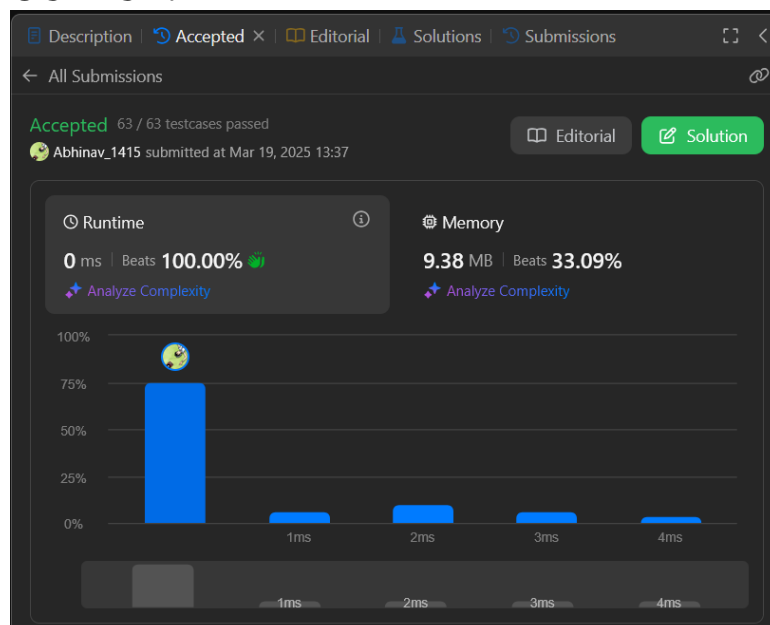 Description | Accepted × | Editorial | Solutions | Submissions
← All Submissions
Accepted 63 / 63 testcases passed
Abhinav_1415 submitted at Mar 19, 2025 13:37
Editorial
Solution
Runtime
0 ms | Beats 100.00%
Analyze Complexity
Memory
9.38 MB | Beats 33.09%
Analyze Complexity
100%
75%
50%
25%
0%
1ms 2ms 3ms 4ms
1ms 2ms 3ms 4ms